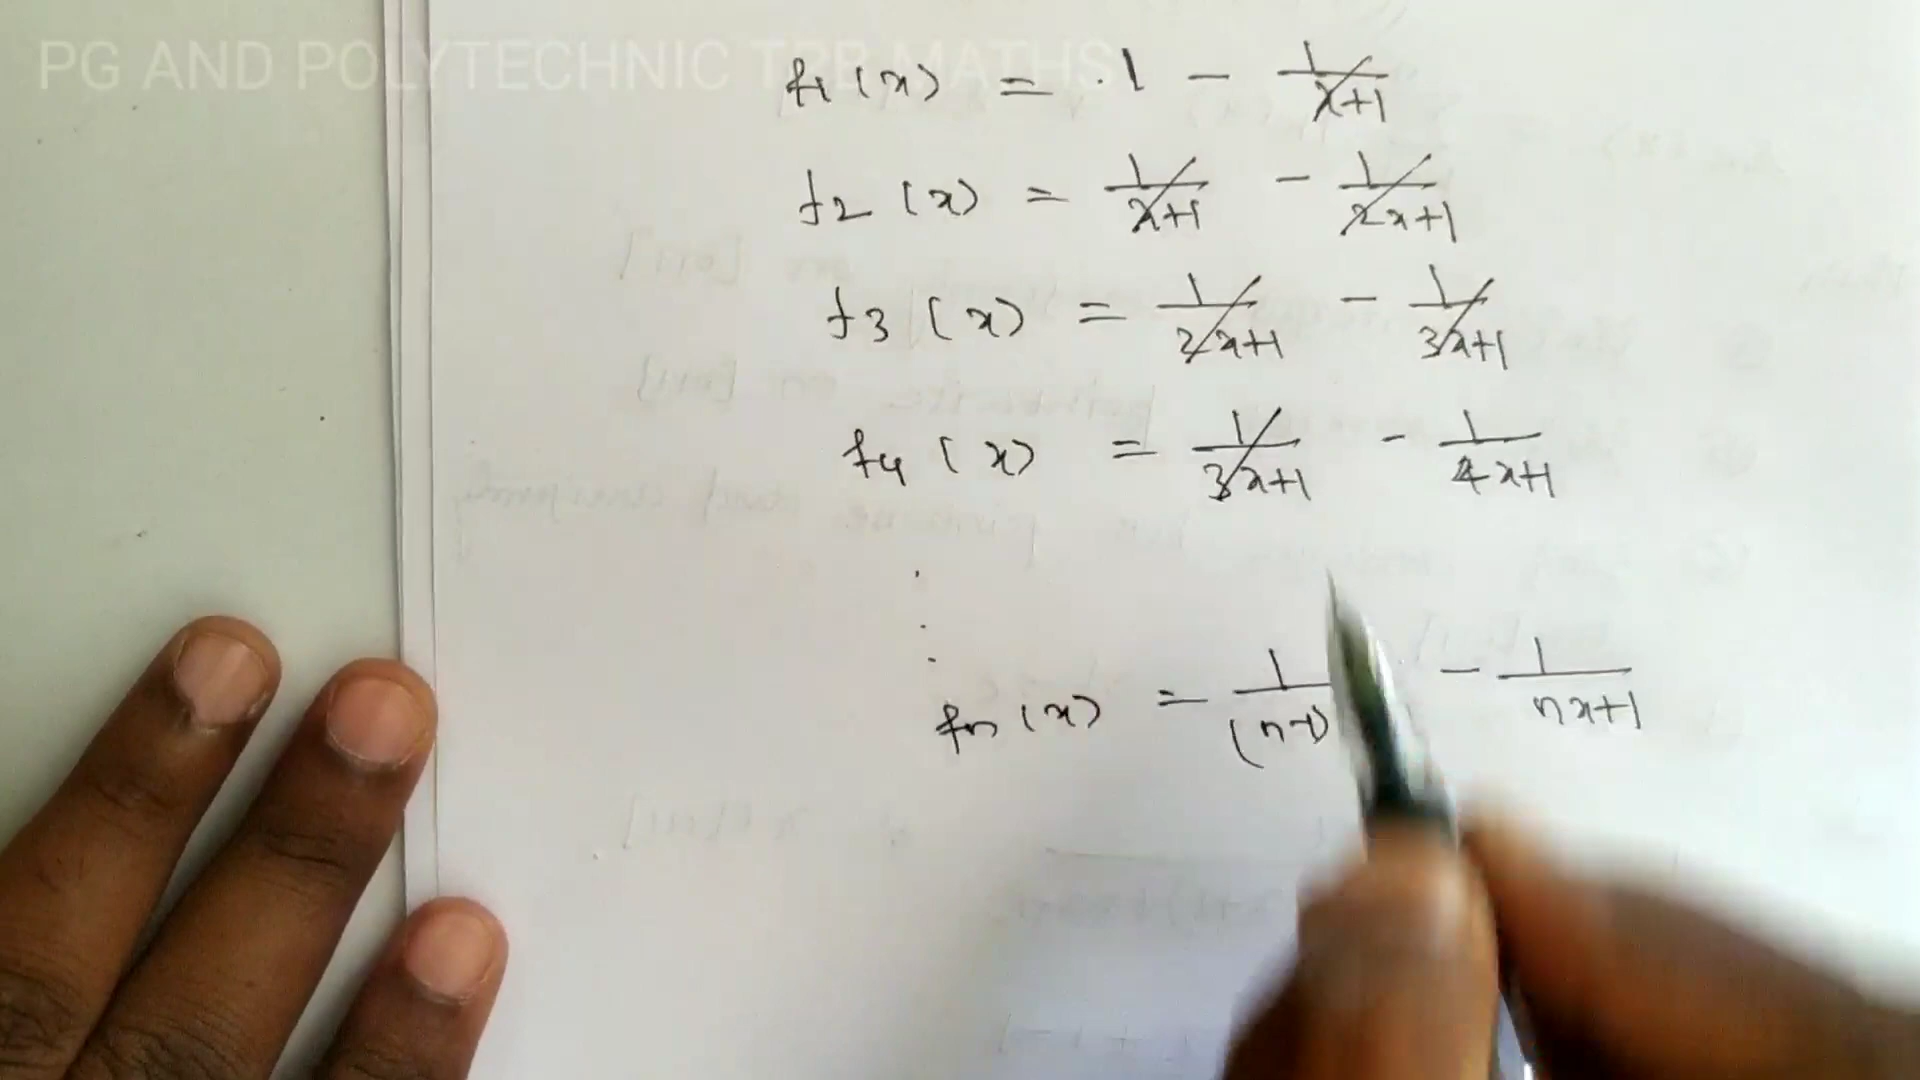 PG AND POLYTECHNIC TRB MATHS
f1(x) = 1 - 1/(x+1)
f2(x) = 1/(x+1) - 1/(2x+1)
f3(x) = 1/(2x+1) - 1/(3x+1)
f4(x) = 1/(3x+1) - 1/(4x+1)
fn(x) = 1/(n-1) - 1/(nx+1)